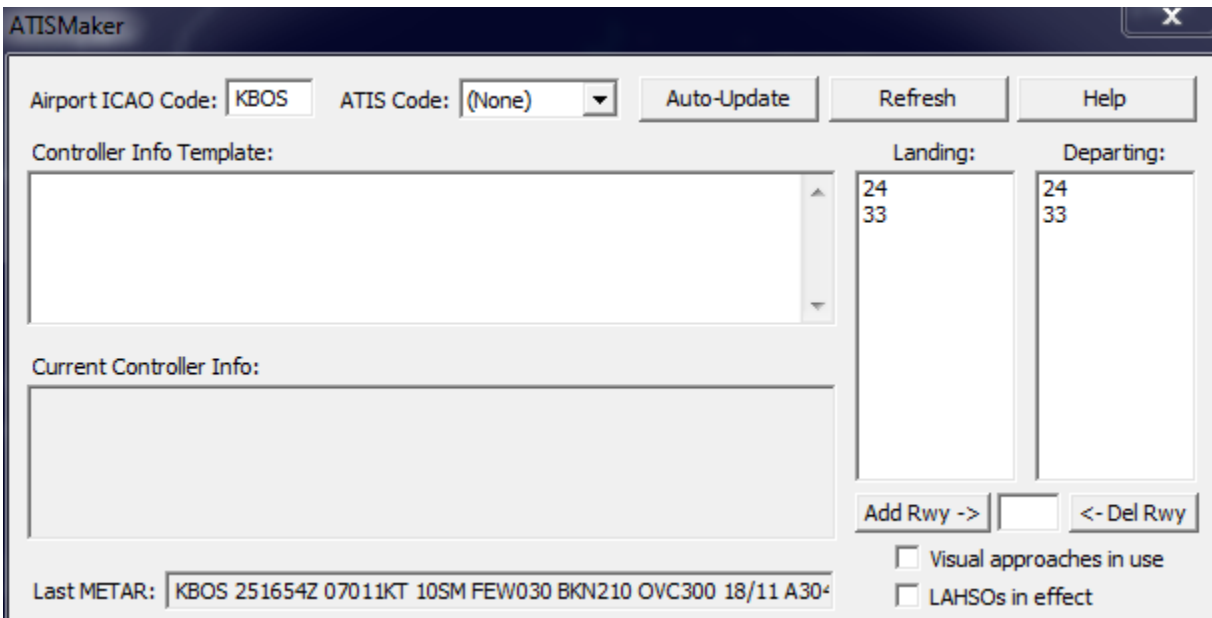 ATISMaker
X
Airport ICAO Code: KBOS ATIS Code: (None) Auto-Update Refresh Help
Controller Info Template: Landing: Departing:
24 24
33 33
Current Controller Info:
Add Rwy -> <- Del Rwy
Visual approaches in use
Last METAR: KBOS 251654Z 07011KT 10SM FEW030 BKN210 OVC300 18/11 A304
LAHSOs in effect